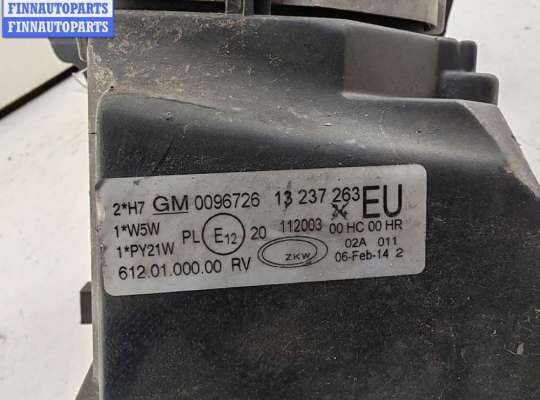 FINNAUTOPARTS
FINNAUTOPARTS
FINNAUTOPARTS
2*H7 GM 0096726 13 237 263 EU
1*W5W PL E12 20 112003 00 HC 00 HR
1*PY21W ZKW 02A 011
612.01.000.00 RV 06-Feb-14 2